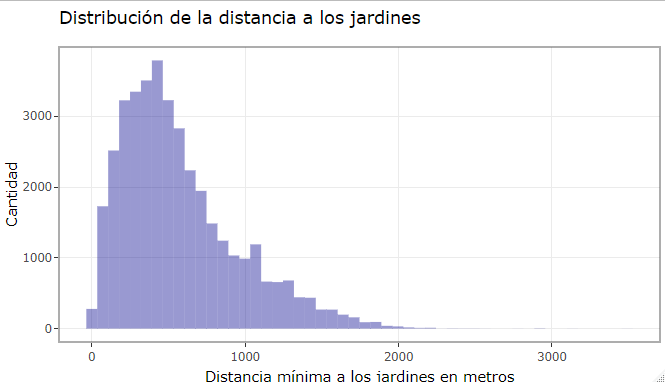 Distribución de la distancia a los jardines
Cantidad
3000
2000
1000
0
0 1000 2000 3000
Distancia mínima a los jardines en metros